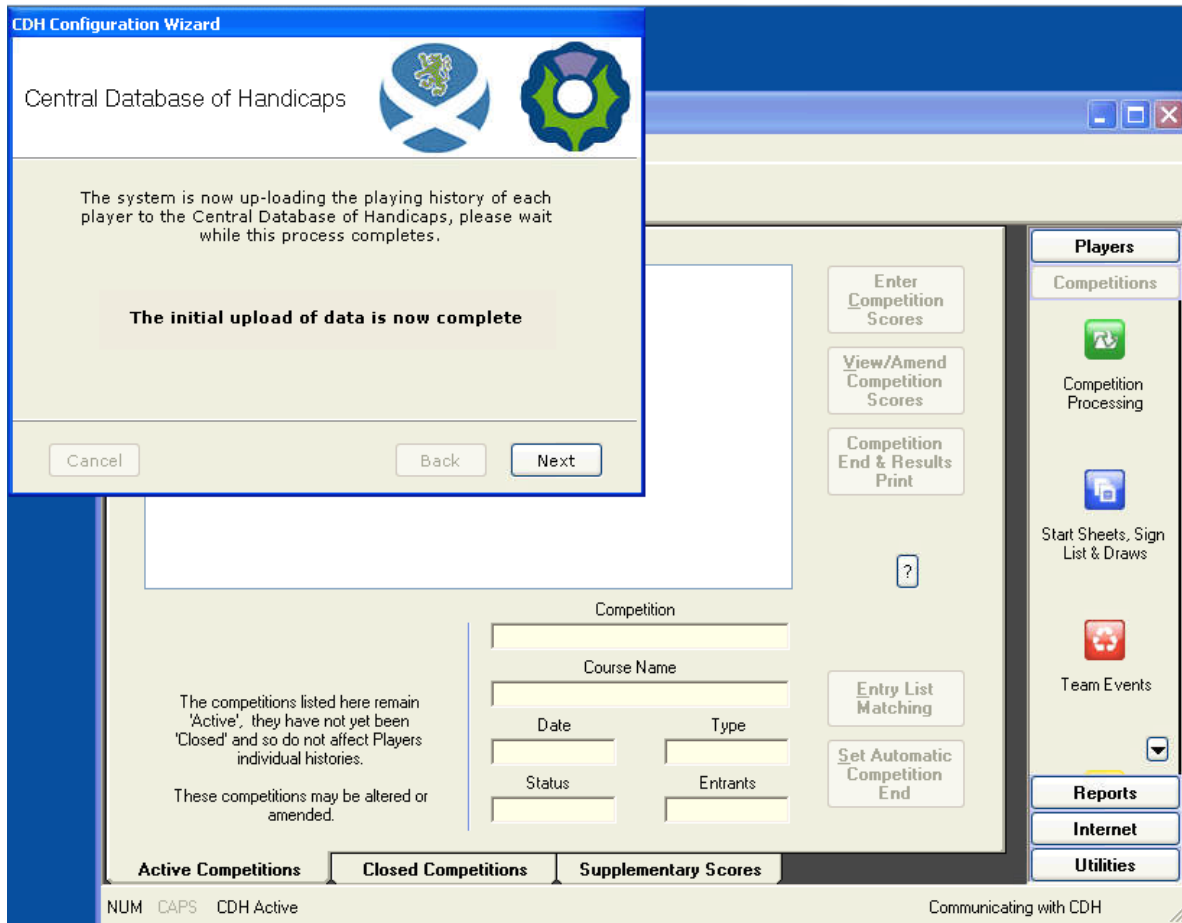 CDH Configuration Wizard
Central Database of Handicaps
The system is now up-loading the playing history of each
player to the Central Database of Handicaps, please wait
while this process completes.
The initial upload of data is now complete
Cancel
Back
Next
Enter
Competition
Scores
View/Amend
Competition
Scores
Competition
End & Results
Print
?
Competition
Course Name
Date
Type
Status
Entrants
The competitions listed here remain
'Active', they have not yet been
'Closed' and so do not affect Players
individual histories.
These competitions may be altered or
amended.
Entry List
Matching
Set Automatic
Competition
End
Players
Competitions
Competition
Processing
Start Sheets, Sign
List & Draws
Team Events
Reports
Internet
Utilities
Active Competitions
Closed Competitions
Supplementary Scores
NUM CAPS CDH Active
Communicating with CDH